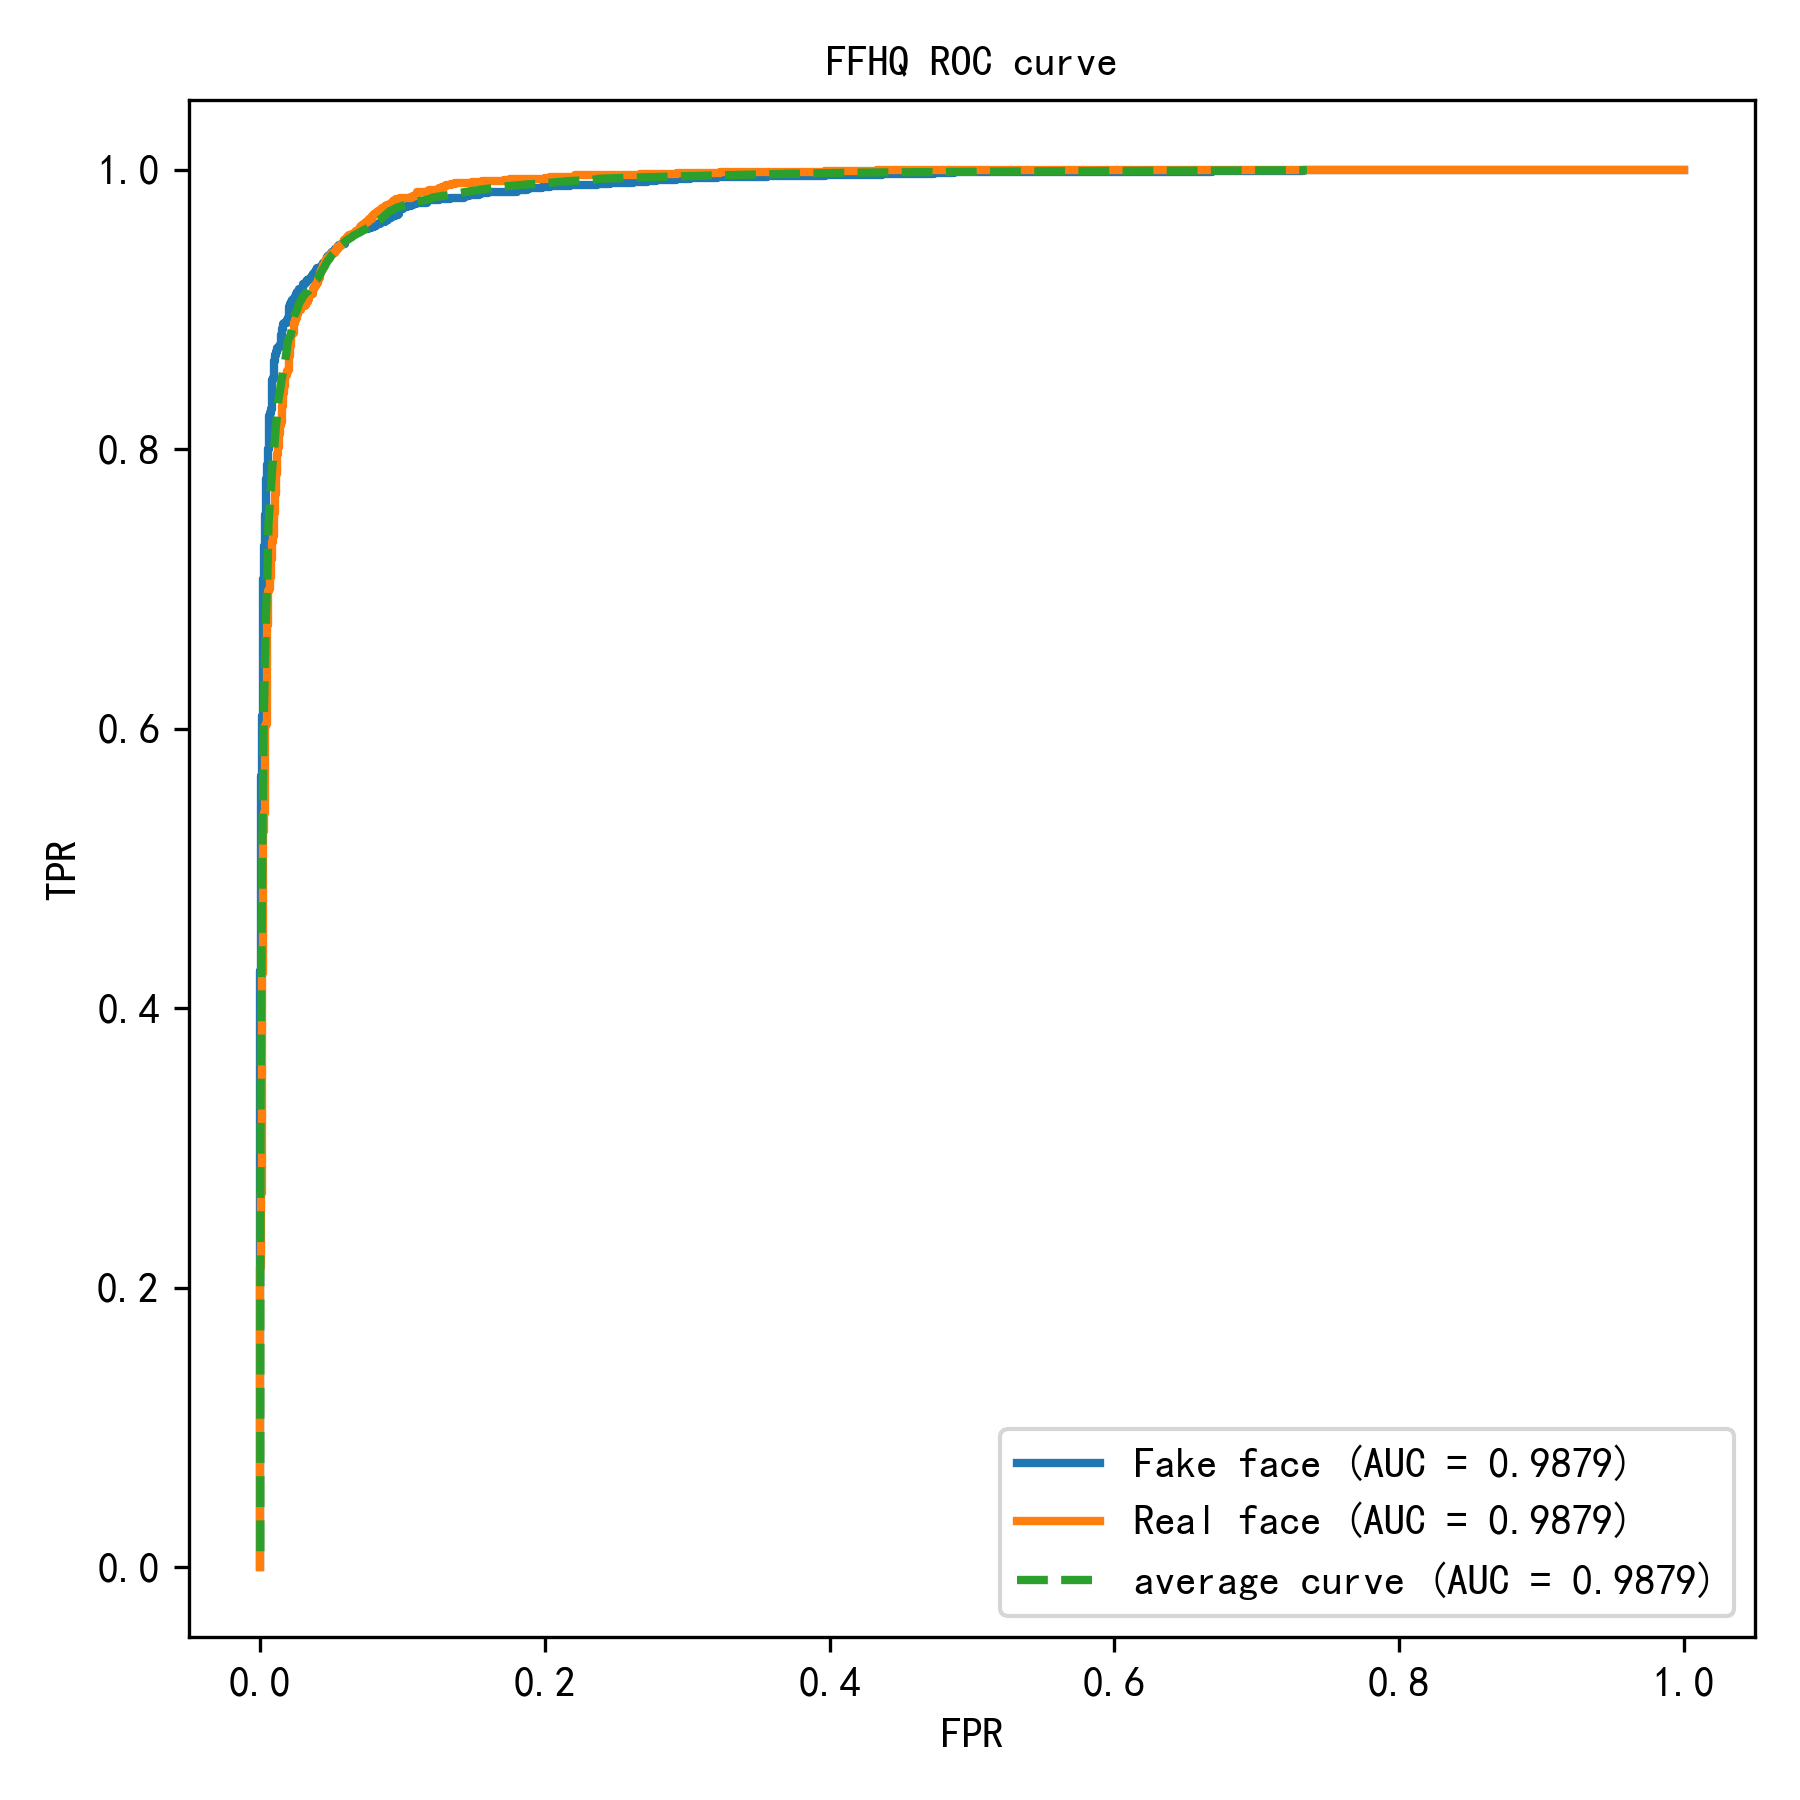 FFHQ ROC curve
1.0
0.8
0.6
0.4
0.2
0.0
TPR
Fake face (AUC = 0.9879)
Real face (AUC = 0.9879)
average curve (AUC = 0.9879)
0.0 0.2 0.4 0.6 0.8 1.0
FPR